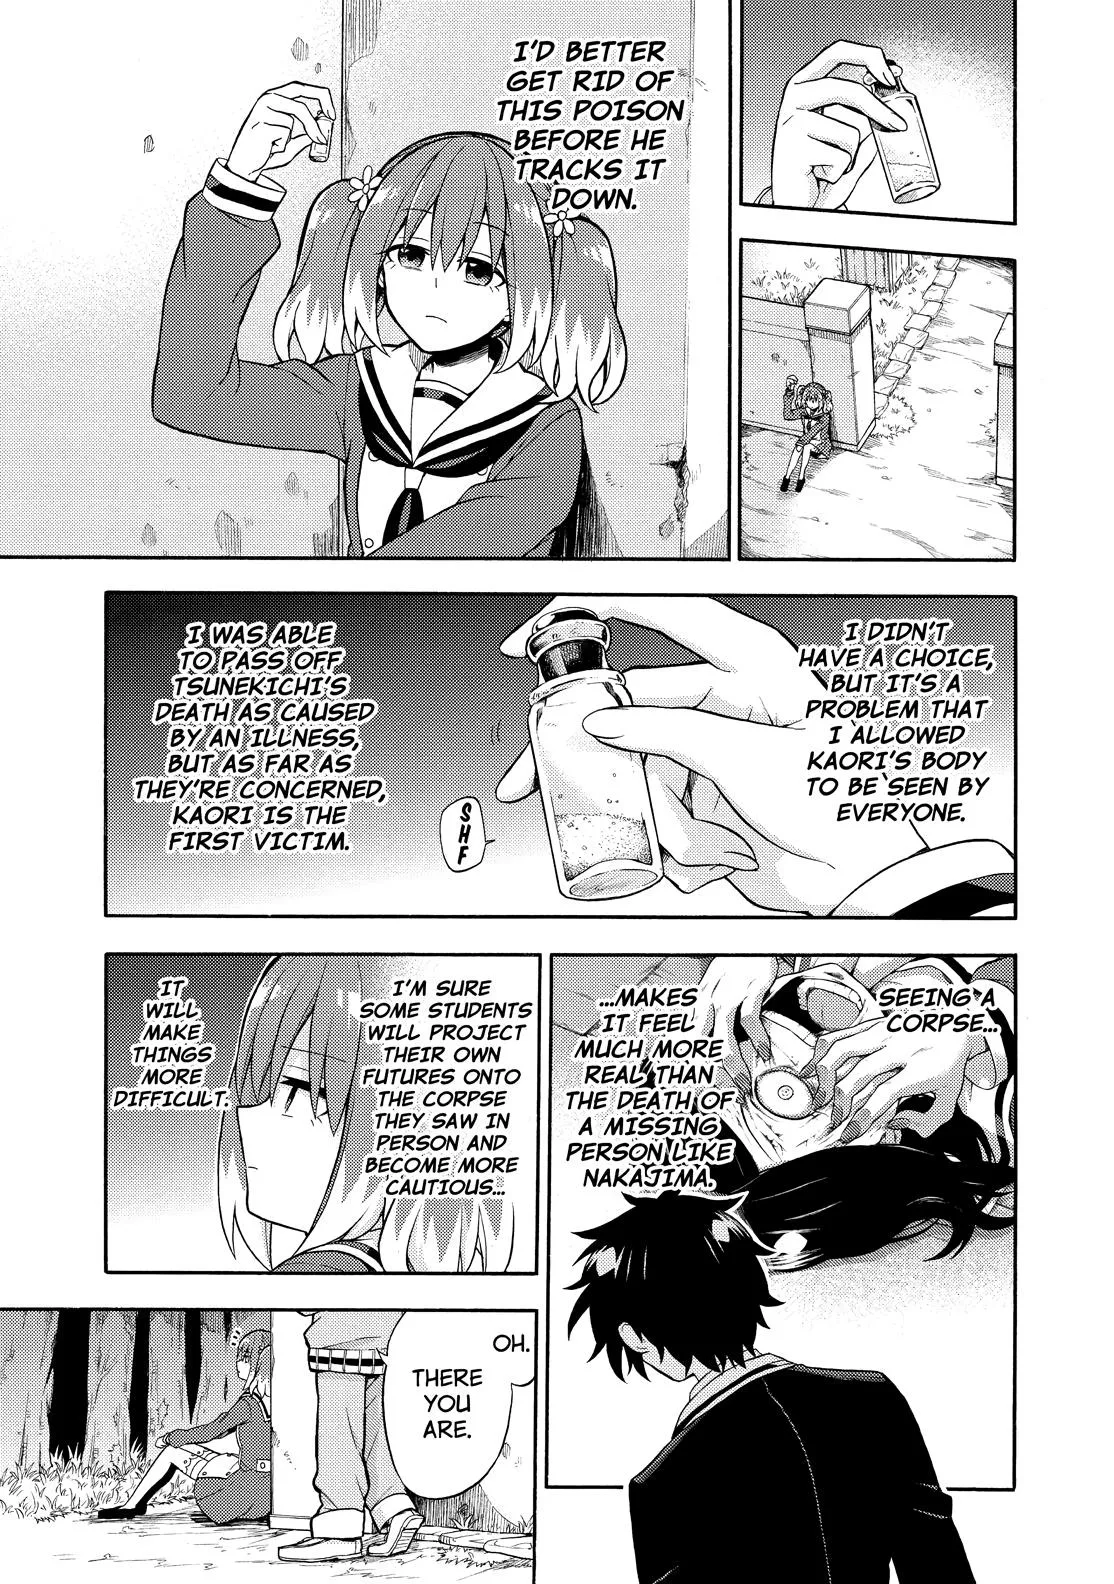 I'D BETTER
GET RID OF
THIS POISON
BEFORE HE
TRACKS IT
DOWN.
I DIDN'T
HAVE A CHOICE,
BUT IT'S A
PROBLEM THAT
I ALLOWED
KAORI'S BODY
TO BE SEEN BY
EVERYONE.
SHF
I WAS ABLE
TO PASS OFF
TSUNEKICHI'S
DEATH AS CAUSED
BY AN ILLNESS,
BUT AS FAR AS
THEY'RE CONCERNED,
KAORI IS THE
FIRST VICTIM.
SEEING A
CORPSE...
...MAKES
IT FEEL
MUCH MORE
REAL THAN
THE DEATH OF
A MISSING
PERSON LIKE
NAKAJIMA.
I'M SURE
SOME STUDENTS
WILL PROJECT
THEIR OWN
FUTURES ONTO
THE CORPSE
THEY SAW IN
PERSON AND
BECOME MORE
CAUTIOUS...
IT
WILL
MAKE
THINGS
MORE
DIFFICULT.
OH.
THERE
YOU
ARE.